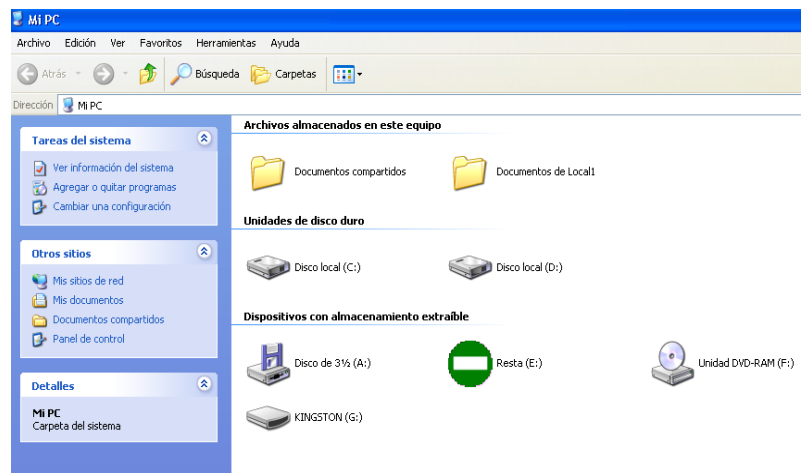 Mi PC
Archivo Edición Ver Favoritos Herramientas Ayuda
Atrás Búsqueda Carpetas
Dirección Mi PC
Tareas del sistema
Ver información del sistema
Agregar o quitar programas
Cambiar una configuración
Otros sitios
Mis sitios de red
Mis documentos
Documentos compartidos
Panel de control
Detalles
Mi PC
Carpeta del sistema
Archivos almacenados en este equipo
Documentos compartidos Documentos de Local1
Unidades de disco duro
Disco local (C:) Disco local (D:)
Dispositivos con almacenamiento extraíble
Disco de 3½ (A:) Resta (E:) Unidad DVD-RAM (F:)
KINGSTON (G:)